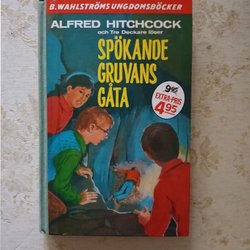 B.WAHLSTRÖMS UNGDOMSBÖCKER
ALFRED HITCHCOCK
och Tre Deckare löser
SPÖKANDE
GRUVANS
GÅTA
EXTRA-PRIS
4.95